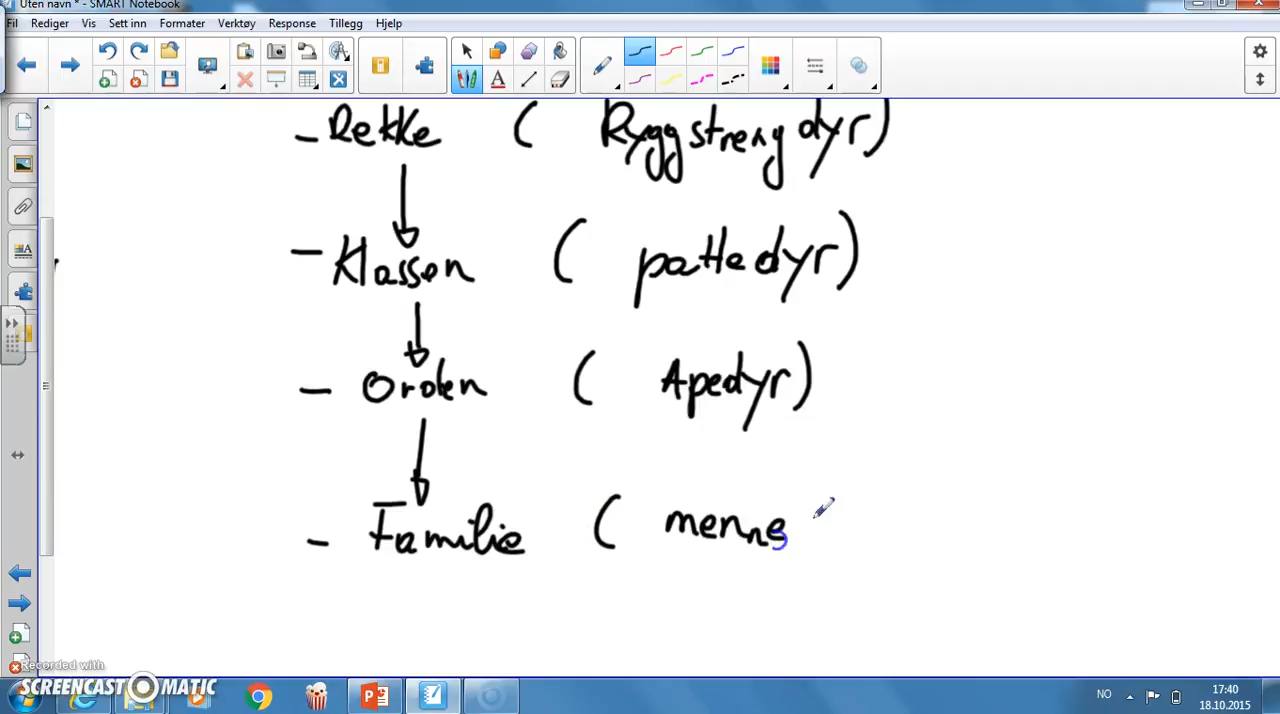 Uten navn * - SMART Notebook
Fil Rediger Vis Sett inn Formater Verktøy Response Tillegg Hjelp
- Rekke ( Ryggstrengdyr)
- Klassen ( pattedyr)
- Orden ( Apedyr)
- Familie ( mennes
Recorded with
SCREENCAST MATIC
NO 17:40
18.10.2015